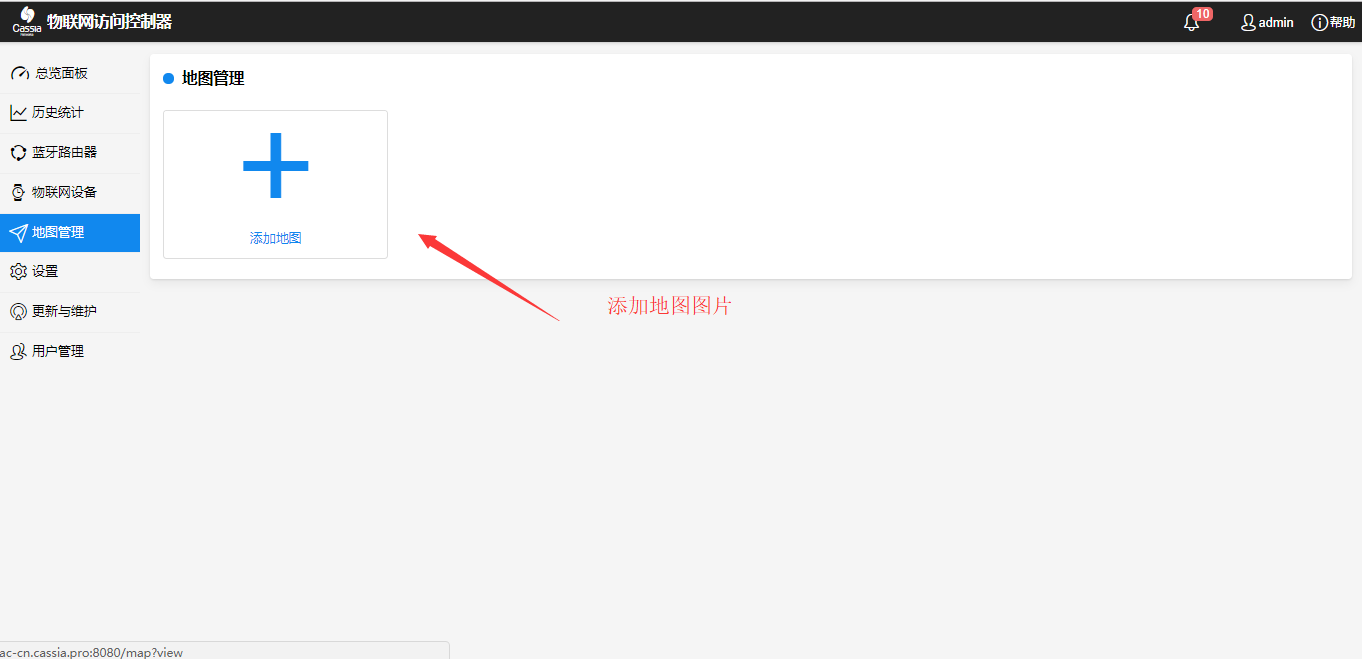 Cassia
物联网访问控制器
10
admin
帮助
总览面板
历史统计
蓝牙路由器
物联网设备
地图管理
设置
更新与维护
用户管理
地图管理
添加地图
添加地图图片
ac-cn.cassia.pro:8080/map?view